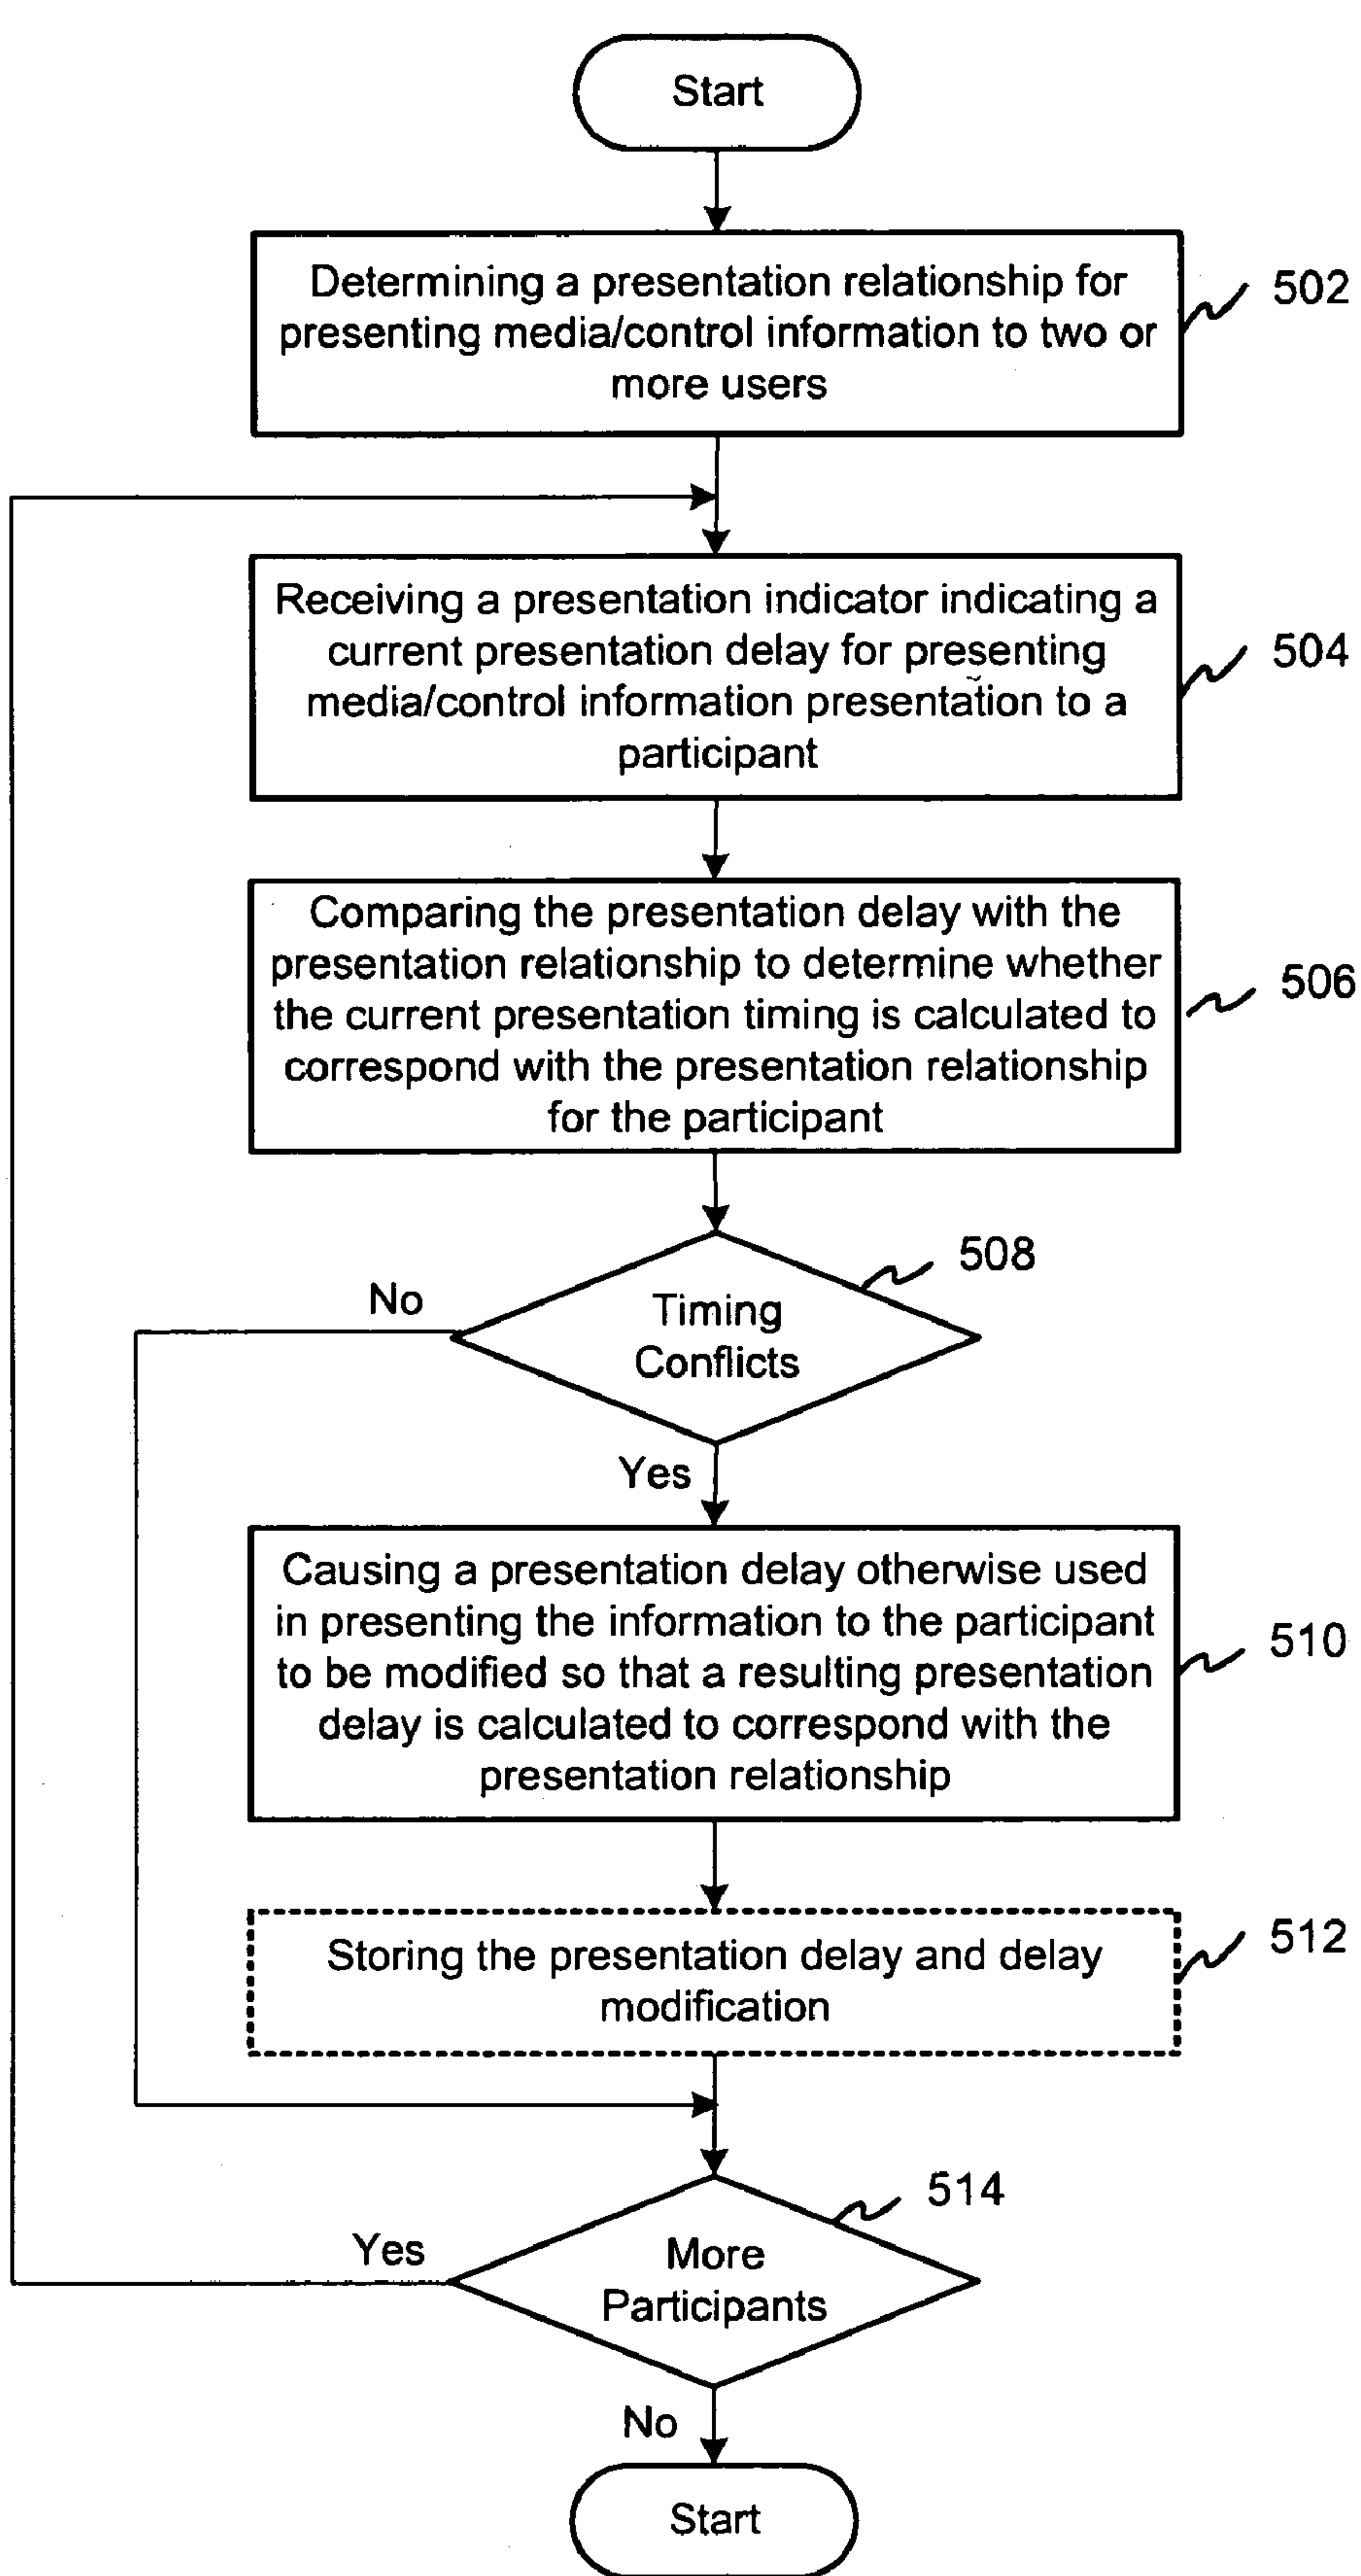 Start
Determining a presentation relationship for
presenting media/control information to two or
more users
502
Receiving a presentation indicator indicating a
current presentation delay for presenting
media/control information presentation to a
participant
504
Comparing the presentation delay with the
presentation relationship to determine whether
the current presentation timing is calculated to
correspond with the presentation relationship
for the participant
506
508
No
Timing
Conflicts
Yes
Causing a presentation delay otherwise used
in presenting the information to the participant
to be modified so that a resulting presentation
delay is calculated to correspond with the
presentation relationship
510
Storing the presentation delay and delay
modification
512
514
Yes
More
Participants
No
Start